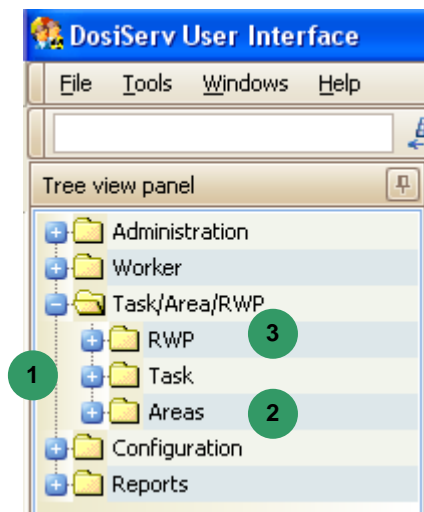 DosiServ User Interface
File Tools Windows Help
Tree view panel
Administration
Worker
Task/Area/RWP
RWP 3
1 Task
Areas 2
Configuration
Reports